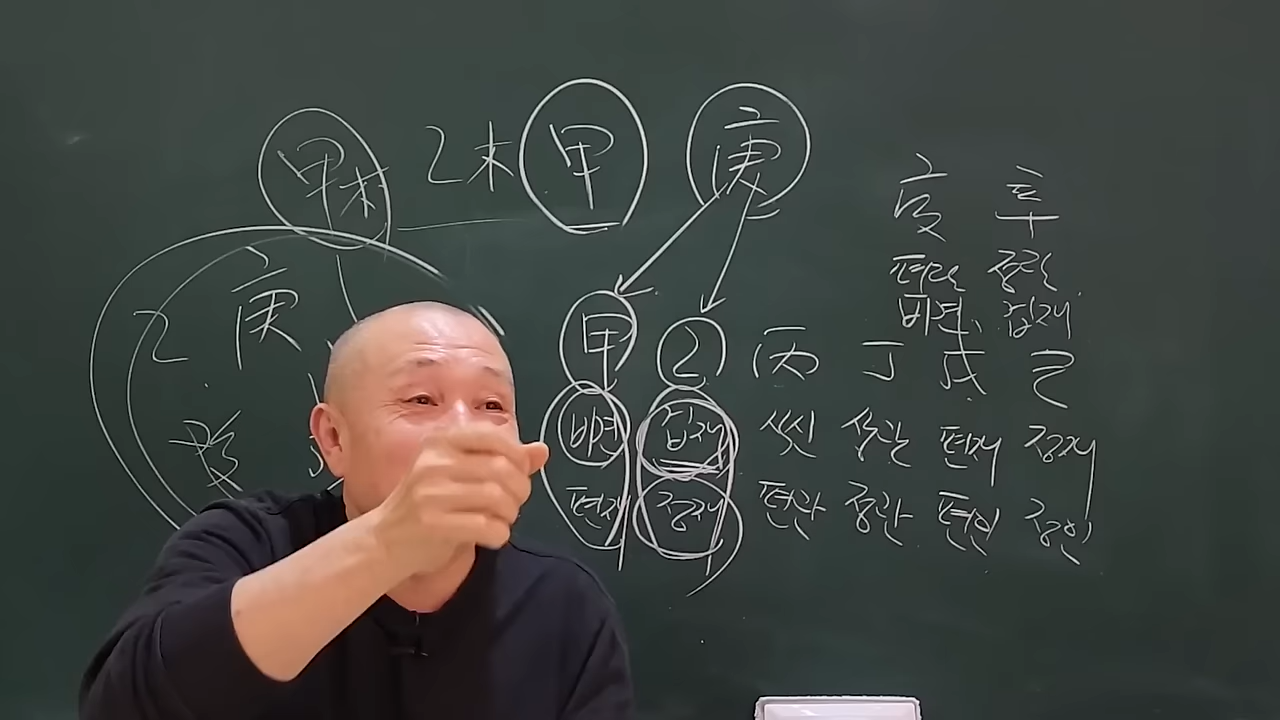 甲木 乙木 甲 庚
庚 辛
편관 정관
비견 겁재
乙 庚
甲 乙 丙 丁 戊 己
비견 겁재 식신 상관 편재 정재
편재 정재 편관 정관 편인 정인